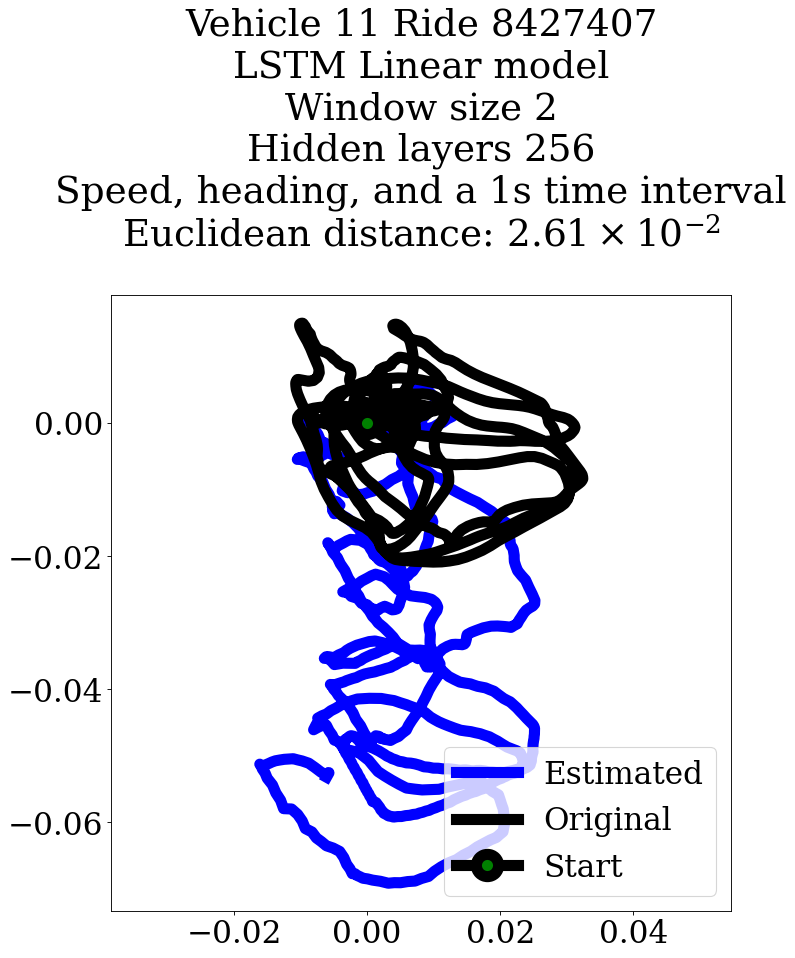 Vehicle 11 Ride 8427407
LSTM Linear model
Window size 2
Hidden layers 256
Speed, heading, and a 1s time interval
Euclidean distance: 2.61 × 10⁻²
0.00
−0.02
−0.04
−0.06
Estimated
Original
Start
−0.02 0.00 0.02 0.04